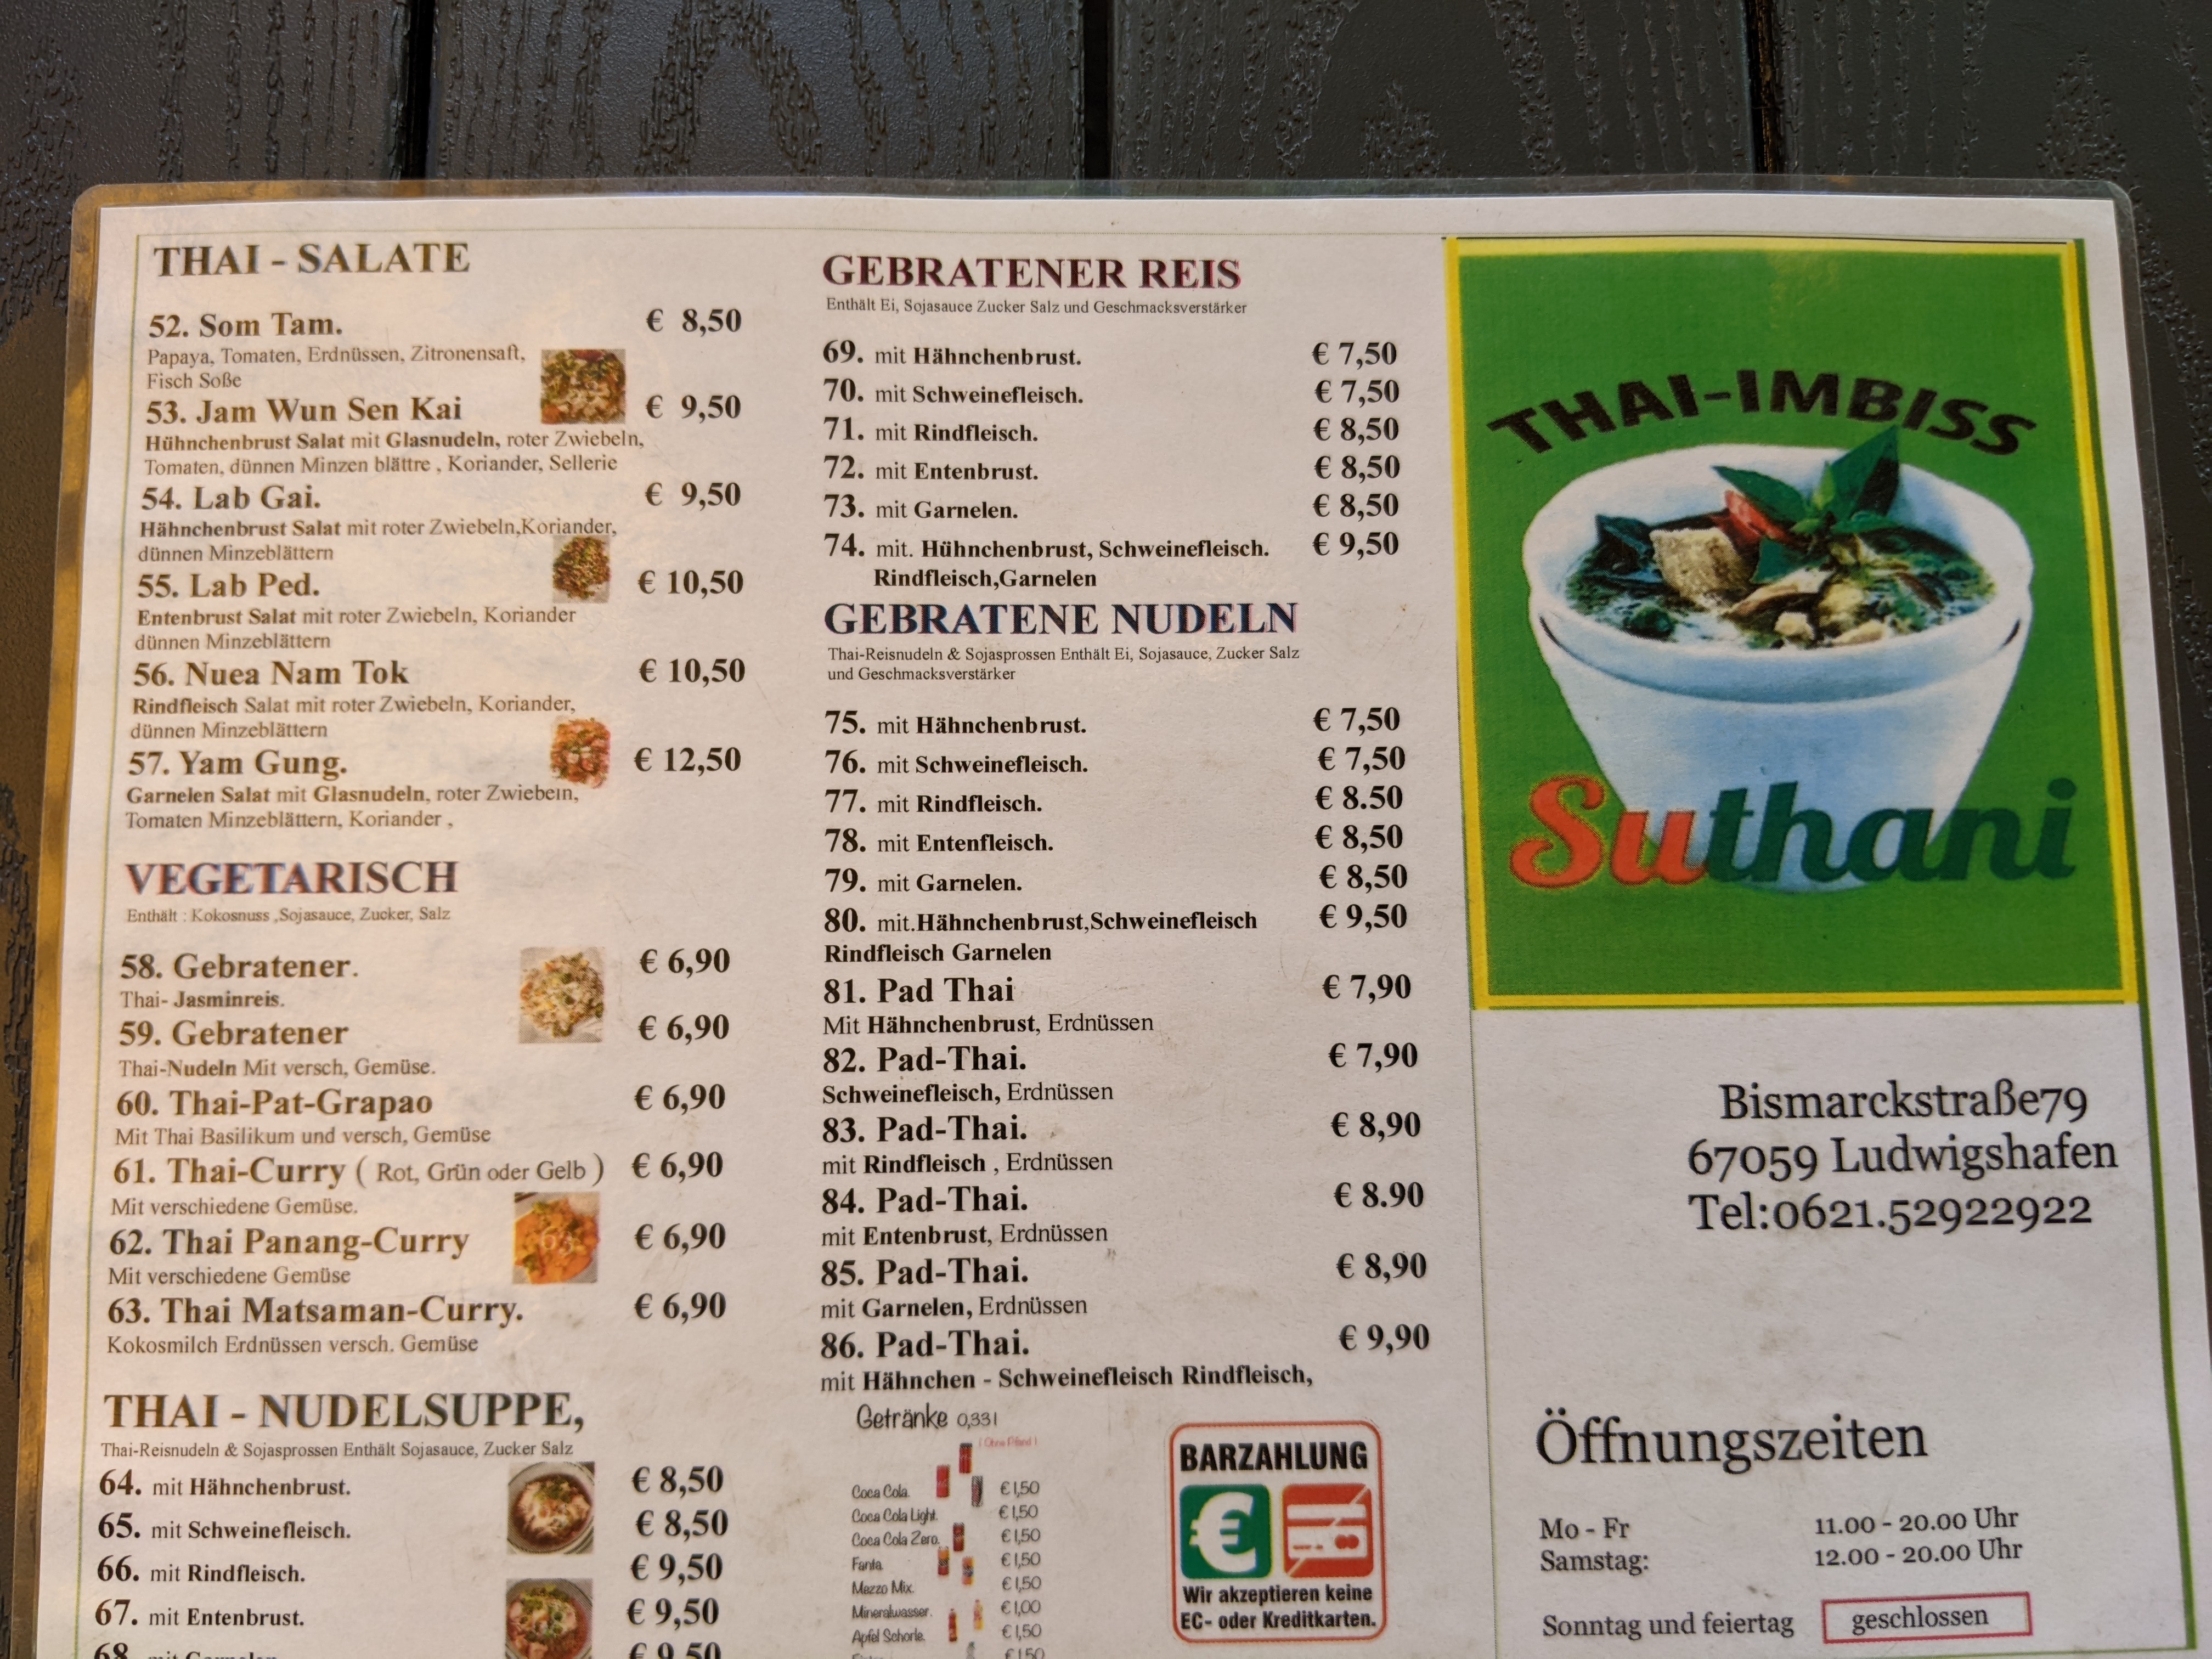 THAI - SALATE
52. Som Tam. € 8,50
Papaya, Tomaten, Erdnüssen, Zitronensaft,
Fisch Soße
53. Jam Wun Sen Kai € 9,50
Hühnchenbrust Salat mit Glasnudeln, roter Zwiebeln,
Tomaten, dünnen Minzen blättre , Koriander, Sellerie
54. Lab Gai. € 9,50
Hähnchenbrust Salat mit roter Zwiebeln,Koriander,
dünnen Minzeblättern
55. Lab Ped. € 10,50
Entenbrust Salat mit roter Zwiebeln, Koriander
dünnen Minzeblättern
56. Nuea Nam Tok € 10,50
Rindfleisch Salat mit roter Zwiebeln, Koriander,
dünnen Minzeblättern
57. Yam Gung. € 12,50
Garnelen Salat mit Glasnudeln, roter Zwiebeln,
Tomaten Minzeblättern, Koriander ,
VEGETARISCH
Enthält : Kokosnuss ,Sojasauce, Zucker, Salz
58. Gebratener. € 6,90
Thai- Jasminreis.
59. Gebratener € 6,90
Thai-Nudeln Mit versch, Gemüse.
60. Thai-Pat-Grapao € 6,90
Mit Thai Basilikum und versch, Gemüse
61. Thai-Curry ( Rot, Grün oder Gelb ) € 6,90
Mit verschiedene Gemüse.
62. Thai Panang-Curry € 6,90
Mit verschiedene Gemüse
63. Thai Matsaman-Curry. € 6,90
Kokosmilch Erdnüssen versch. Gemüse
THAI - NUDELSUPPE,
Thai-Reisnudeln & Sojasprossen Enthält Sojasauce, Zucker Salz
64. mit Hähnchenbrust. € 8,50
65. mit Schweinefleisch. € 8,50
66. mit Rindfleisch. € 9,50
67. mit Entenbrust. € 9,50
68. mit Garnelen € 9,50
GEBRATENER REIS
Enthält Ei, Sojasauce Zucker Salz und Geschmacksverstärker
69. mit Hähnchenbrust. € 7,50
70. mit Schweinefleisch. € 7,50
71. mit Rindfleisch. € 8,50
72. mit Entenbrust. € 8,50
73. mit Garnelen. € 8,50
74. mit. Hühnchenbrust, Schweinefleisch. € 9,50
Rindfleisch,Garnelen
GEBRATENE NUDELN
Thai-Reisnudeln & Sojasprossen Enthält Ei, Sojasauce, Zucker Salz
und Geschmacksverstärker
75. mit Hähnchenbrust. € 7,50
76. mit Schweinefleisch. € 7,50
77. mit Rindfleisch. € 8.50
78. mit Entenfleisch. € 8,50
79. mit Garnelen. € 8,50
80. mit.Hähnchenbrust,Schweinefleisch € 9,50
Rindfleisch Garnelen
81. Pad Thai € 7,90
Mit Hähnchenbrust, Erdnüssen
82. Pad-Thai. € 7,90
Schweinefleisch, Erdnüssen
83. Pad-Thai. € 8,90
mit Rindfleisch , Erdnüssen
84. Pad-Thai. € 8.90
mit Entenbrust, Erdnüssen
85. Pad-Thai. € 8,90
mit Garnelen, Erdnüssen
86. Pad-Thai. € 9,90
mit Hähnchen - Schweinefleisch Rindfleisch,
Getränke 0,33l
( Ohne Pfand )
Coca Cola. € 1,50
Coca Cola Light. € 1,50
Coca Cola Zero. € 1,50
Fanta € 1,50
Mezzo Mix. € 1,50
Mineralwasser. € 1,00
Apfel Schorle. € 1,50
€ 1,50
BARZAHLUNG
€
Wir akzeptieren keine
EC- oder Kreditkarten.
THAI-IMBISS
Suthani
Bismarckstraße79
67059 Ludwigshafen
Tel:0621.52922922
Öffnungszeiten
Mo - Fr 11.00 - 20.00 Uhr
Samstag: 12.00 - 20.00 Uhr
Sonntag und feiertag geschlossen